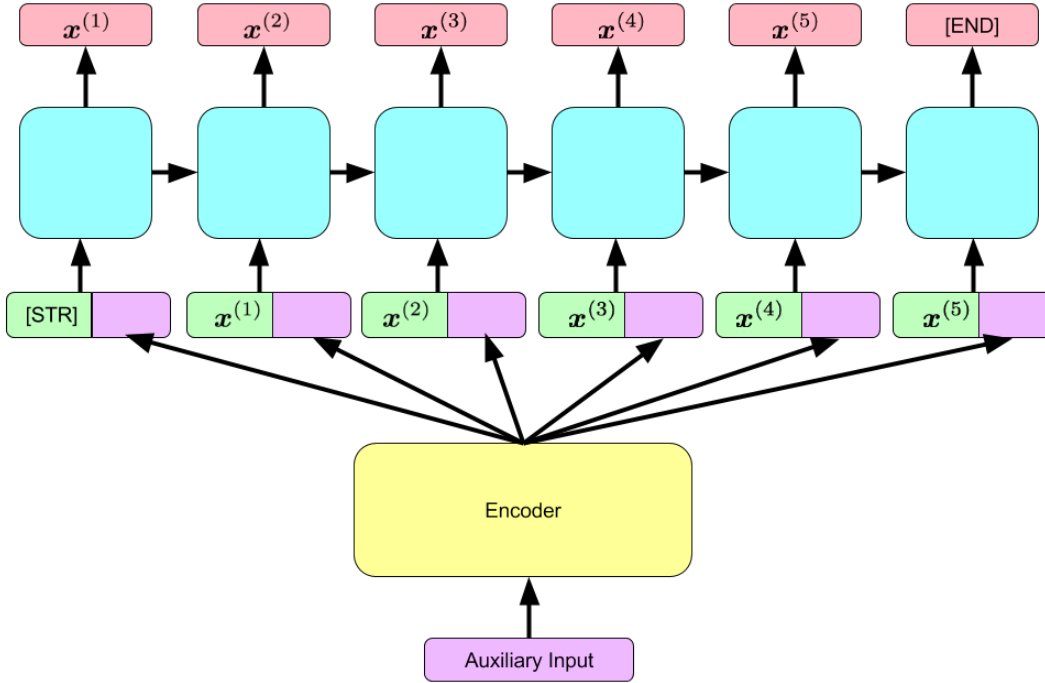 x^(1) x^(2) x^(3) x^(4) x^(5) [END]
[STR] x^(1) x^(2) x^(3) x^(4) x^(5)
Encoder
Auxiliary Input